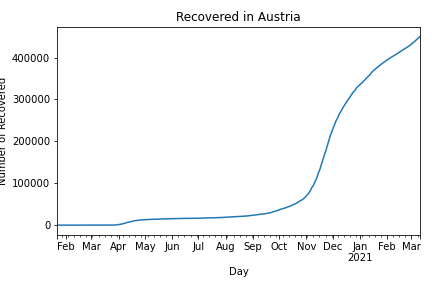 Recovered in Austria
Number of Recovered
400000
300000
200000
100000
0
Feb Mar Apr May Jun Jul Aug Sep Oct Nov Dec Jan Feb Mar
2021
Day